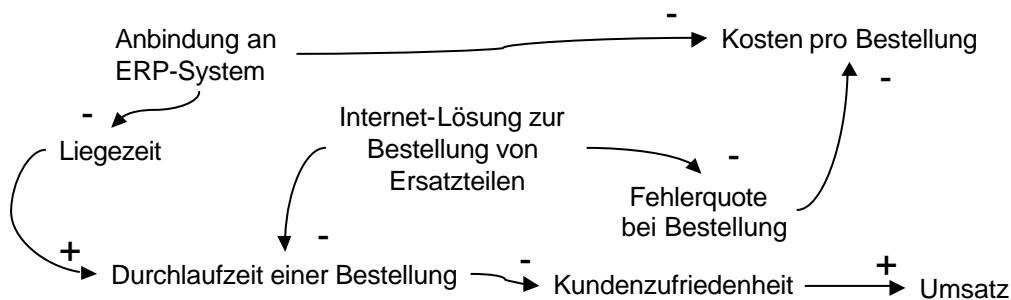 -
Anbindung an
ERP-System
Kosten pro Bestellung
-
-
Internet-Lösung zur
Bestellung von
Ersatzteilen
Liegezeit
-
Fehlerquote
bei Bestellung
+
-
Durchlaufzeit einer Bestellung
-
Kundenzufriedenheit
+
Umsatz